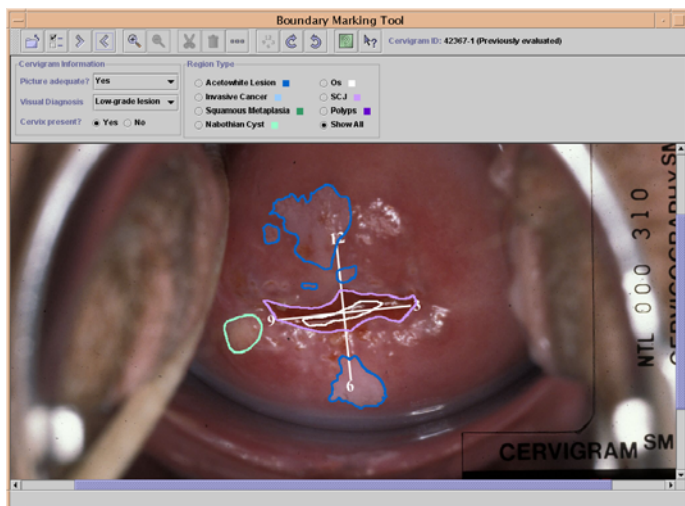 Boundary Marking Tool
Cervigram ID: 42367-1 (Previously evaluated)
Cervigram Information
Picture adequate? Yes
Visual Diagnosis Low-grade lesion
Cervix present? Yes No
Region Type
Acetowhite Lesion Os
Invasive Cancer SCJ
Squamous Metaplasia Polyps
Nabothian Cyst Show All
12
3
9
6
NTL 000 310
CERVICOGRAPHY SM
CERVIGRAM SM